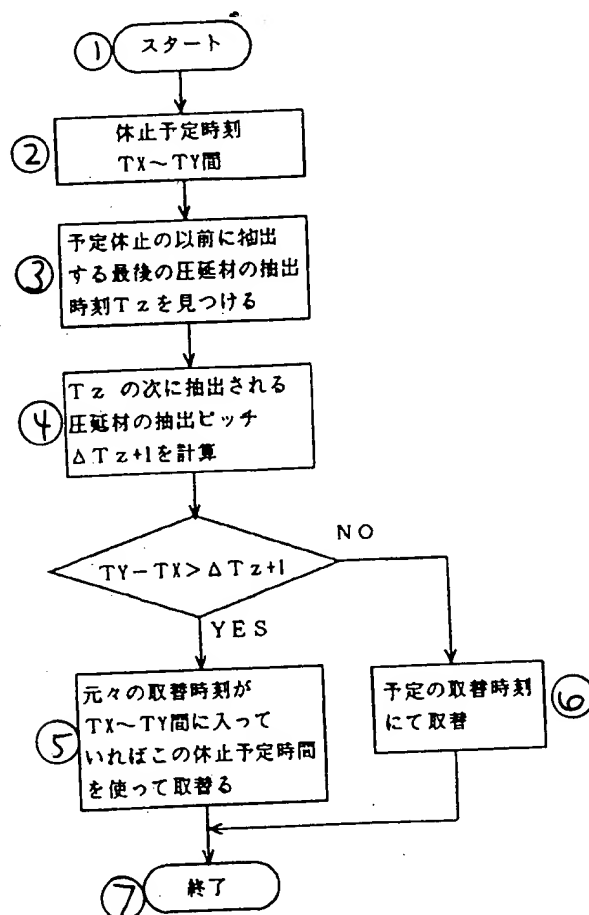 ① スタート
② 休止予定時刻
TX～TY間
予定休止の以前に抽出
③ する最後の圧延材の抽出
時刻Tzを見つける
Tz の次に抽出される
④ 圧延材の抽出ピッチ
ΔTz+1を計算
NO
TY-TX>ΔTz+1
YES
元々の取替時刻が
TX～TY間に入って
⑤ いればこの休止予定時間
を使って取替る
予定の取替時刻 ⑥
にて取替
⑦ 終了